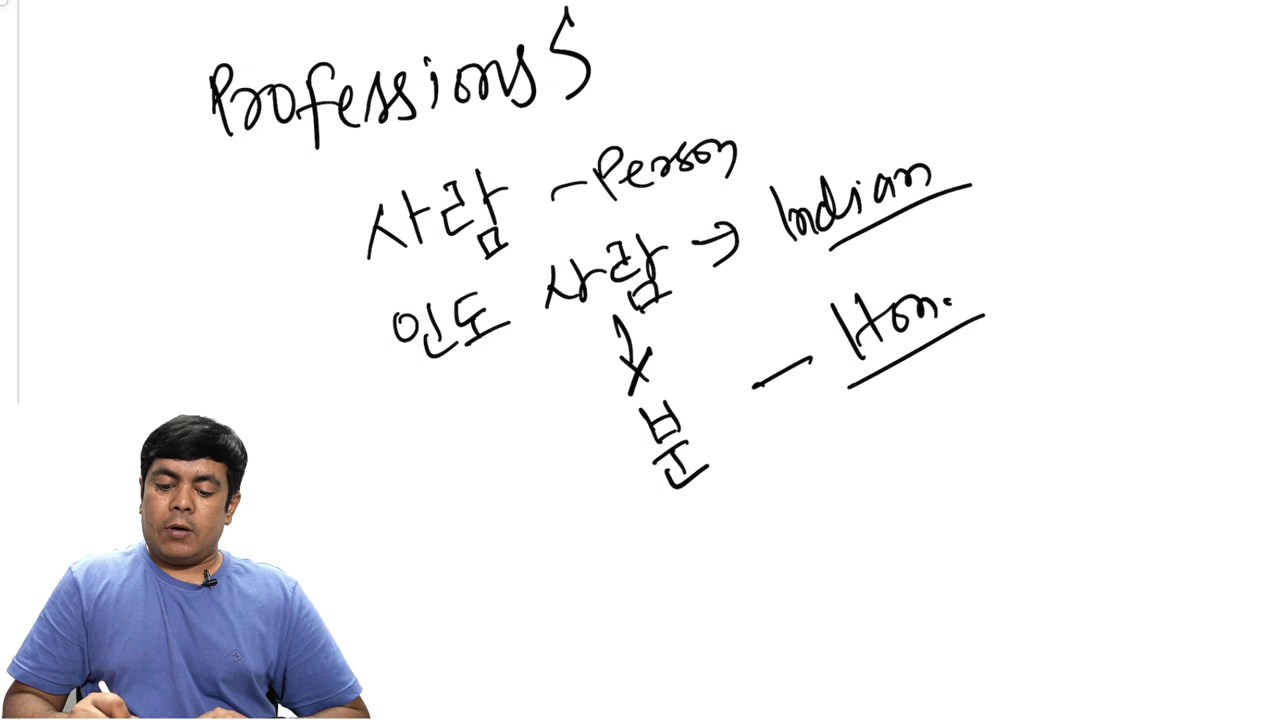 Professions S
사람 - Person
인도 사람 → Indian
분 - Hon.